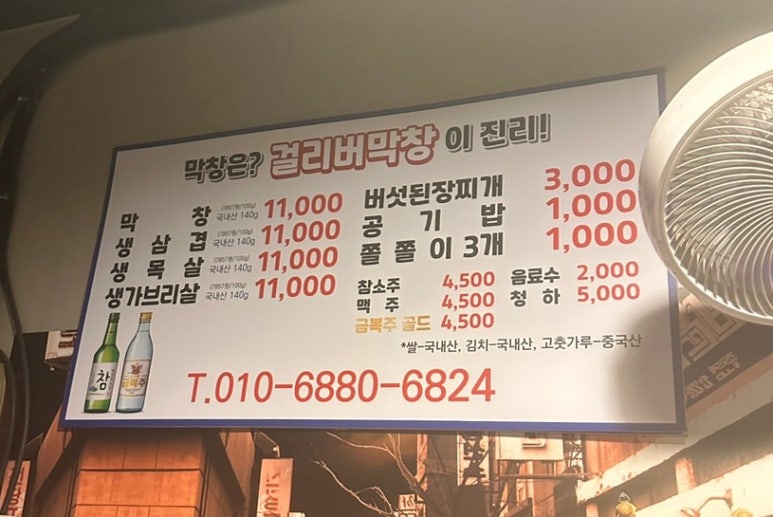 막창은? 걸리버막창이 진리!
막 창 (7857원/100g) 국내산 140g 11,000
생 삼 겹 (7857원/100g) 국내산 140g 11,000
생 목 살 (7857원/100g) 국내산 140g 11,000
생가브리살 (7857원/100g) 국내산 140g 11,000
버섯된장찌개 3,000
공 기 밥 1,000
쫄 쫄 이 3개 1,000
참소주 4,500 음료수 2,000
맥 주 4,500 청 하 5,000
금복주 골드 4,500
*쌀-국내산, 김치-국내산, 고춧가루-중국산
참
금복주
T.010-6880-6824